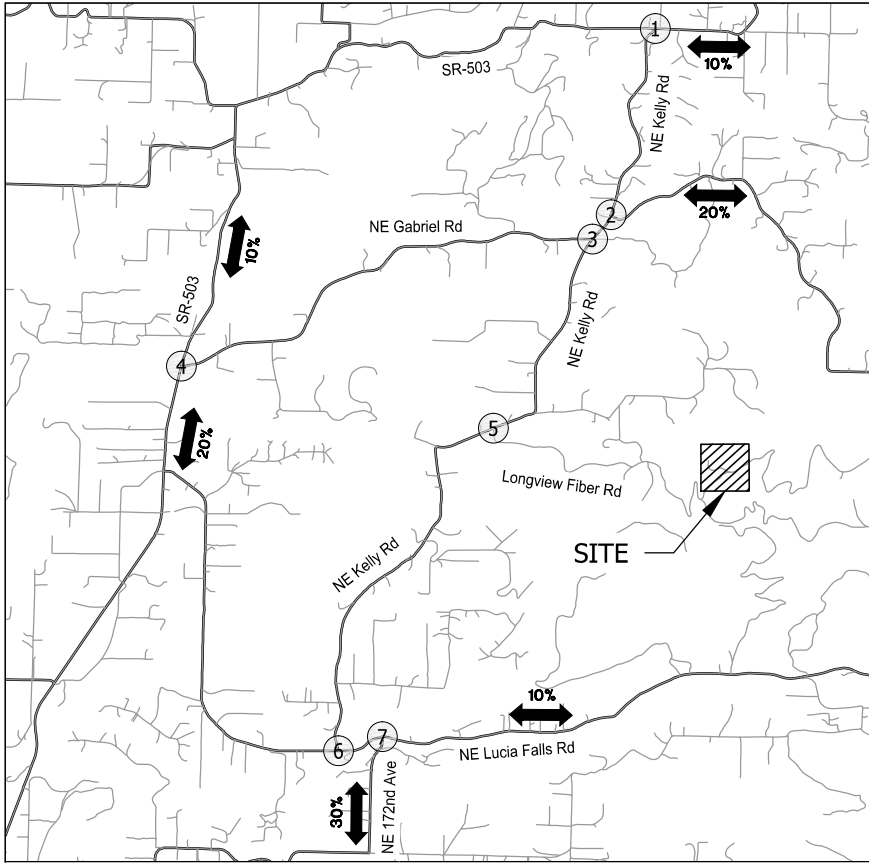 1
10%
SR-503
NE Kelly Rd
2
20%
NE Gabriel Rd
3
10%
SR-503
NE Kelly Rd
4
20%
5
Longview Fiber Rd
SITE
NE Kelly Rd
10%
7
6
NE Lucia Falls Rd
30%
NE 172nd Ave